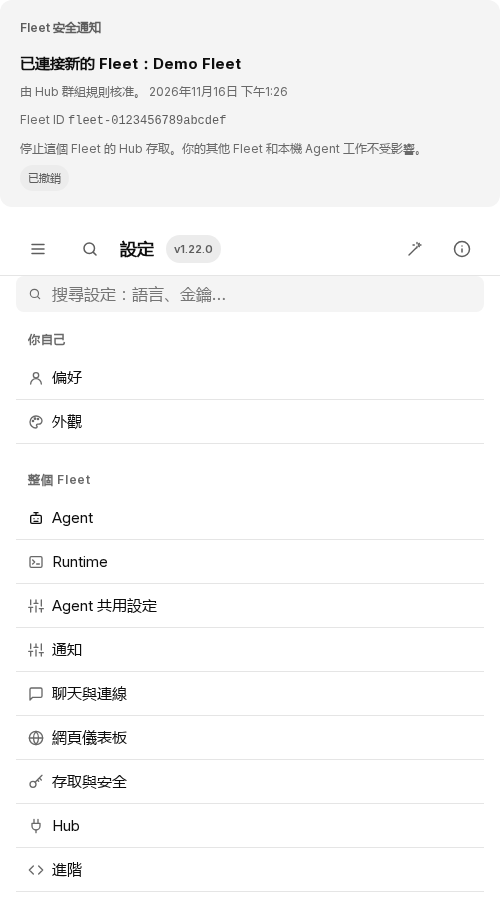 Fleet 安全通知
已連接新的 Fleet：Demo Fleet
由 Hub 群組規則核准。 2026年11月16日 下午1:26
Fleet ID fleet-0123456789abcdef
停止這個 Fleet 的 Hub 存取。你的其他 Fleet 和本機 Agent 工作不受影響。
已撤銷
設定 v1.22.0
搜尋設定：語言、金鑰…
你自己
偏好
外觀
整個 Fleet
Agent
Runtime
Agent 共用設定
通知
聊天與連線
網頁儀表板
存取與安全
Hub
進階